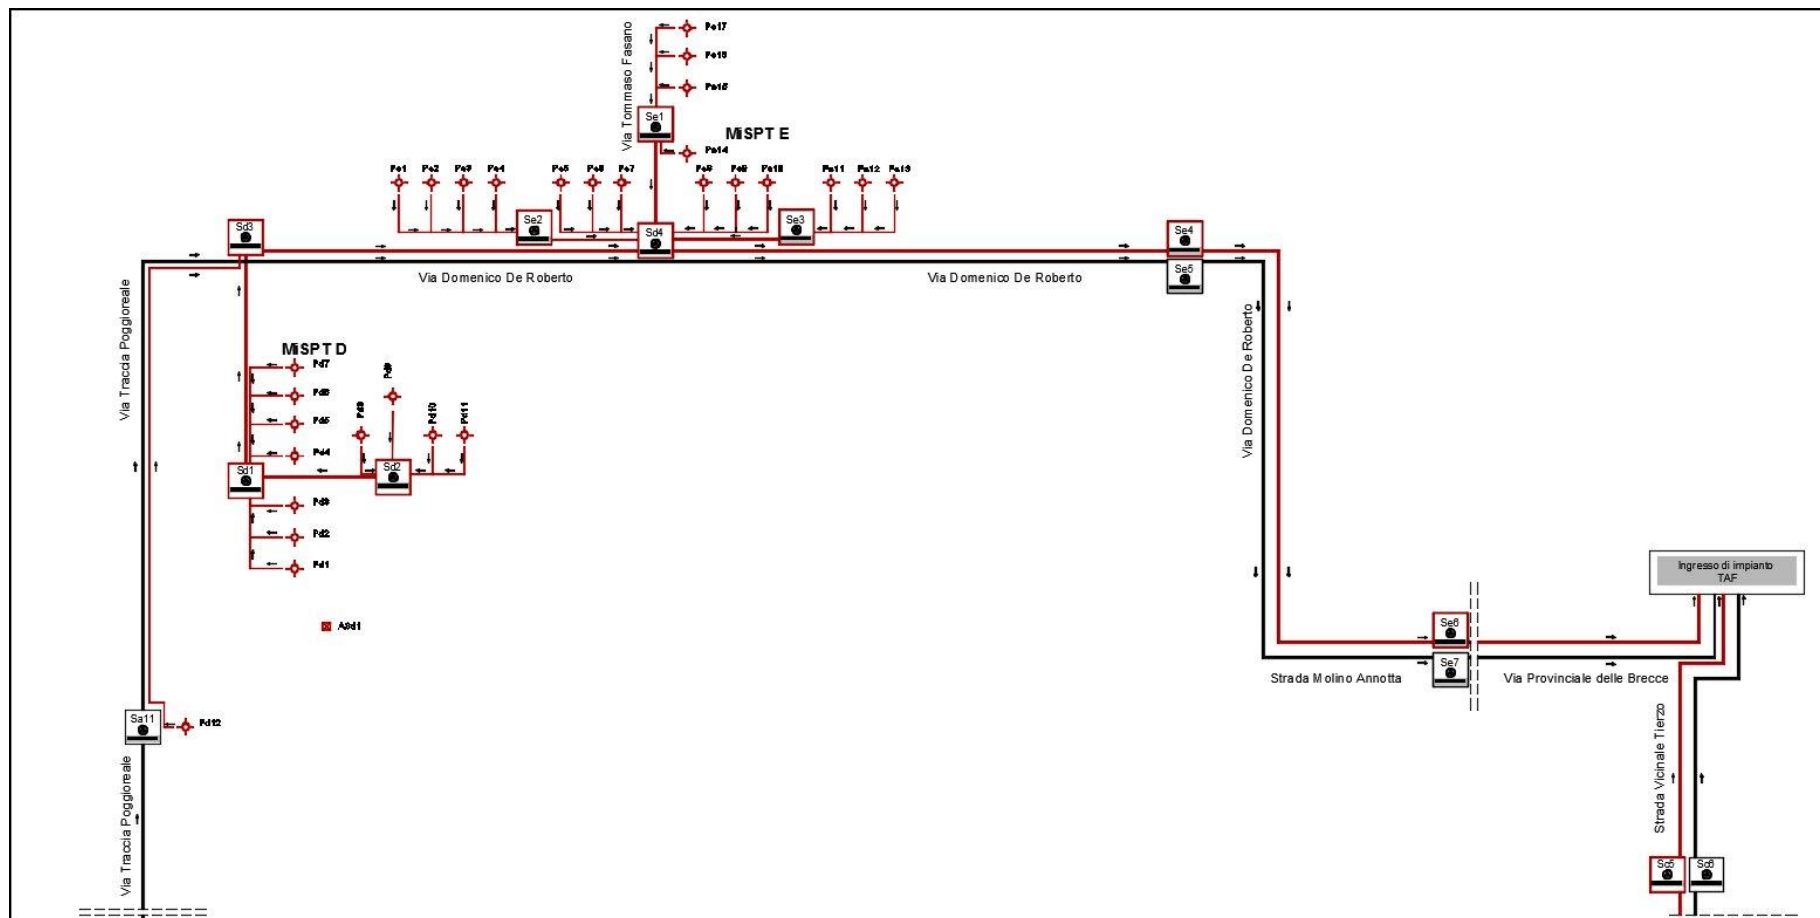 Pe17
Pe16
Pe15
Via Tommaso Fasano
Se1
MiSPT E
Pe14
Pe1
Pe2
Pe3
Pe4
Pe5
Pe6
Pe7
Pe8
Pe9
Pe10
Pe11
Pe12
Pe13
Sd3
Se2
Sd4
Se3
Se4
Se5
Via Domenico De Roberto
Via Domenico De Roberto
Via Traccia Poggioreale
MiSPT D
Pd7
Pd6
Pd5
Pd4
Pd10
Pd11
Via Domenico De Roberto
Sd1
Sd2
Pd3
Pd2
Pd1
Ingresso di impianto
TAF
ASd1
Se6
Se7
Strada Molino Annotta
Via Provinciale delle Brecce
Sa11
Pd12
Via Traccia Poggioreale
Strada Vicinale Tierzo
Sc5
Sc6